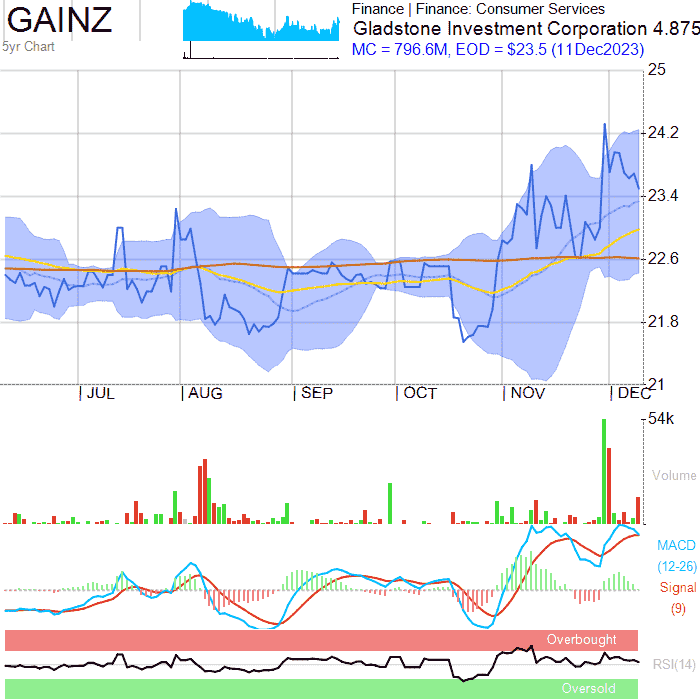 GAINZ
5yr Chart
Finance | Finance: Consumer Services
Gladstone Investment Corporation 4.875
MC = 796.6M, EOD = $23.5 (11Dec2023)
25
24.2
23.4
22.6
21.8
21
JUL AUG SEP OCT NOV DEC
54k
Volume
MACD
(12-26)
Signal
(9)
Overbought
RSI(14)
Oversold